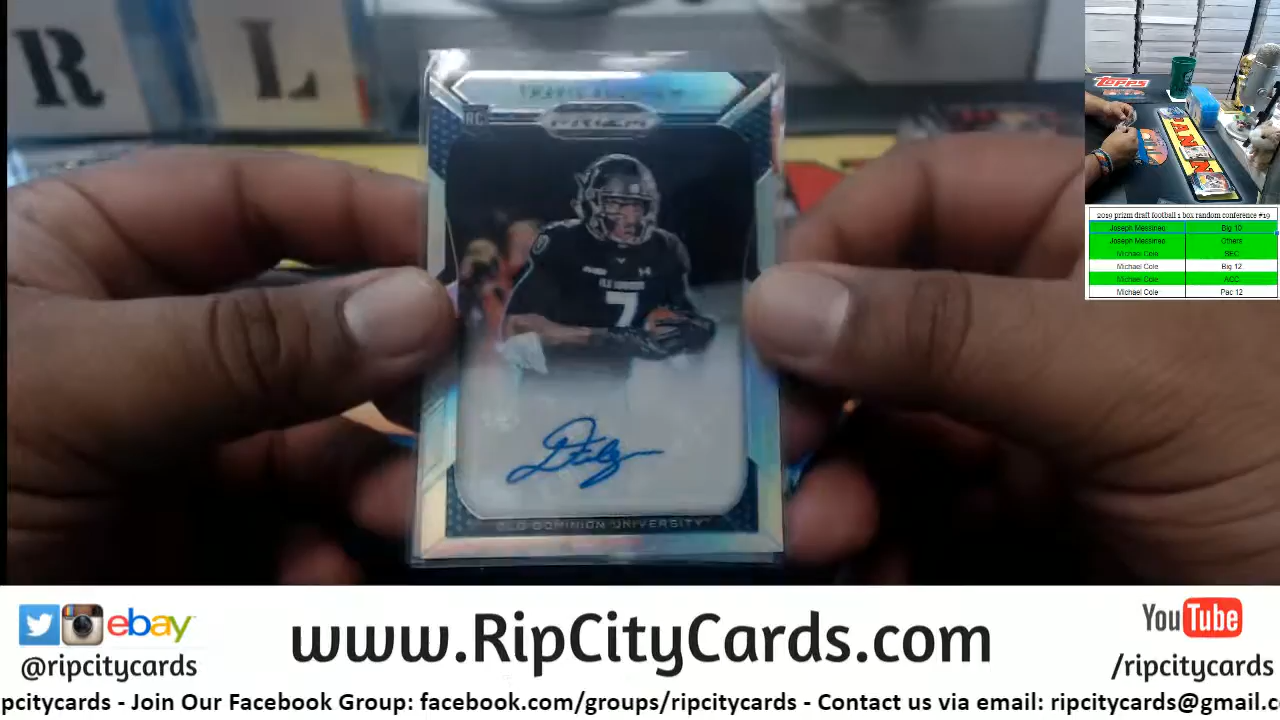 R L
RC
PRIZM
7
OLD DOMINION UNIVERSITY
Topps
2019 prizm draft football 1 box random conference #19
Joseph Messineo Big 10
Joseph Messineo Others
Michael Cole SEC
Michael Cole Big 12
Michael Cole ACC
Michael Cole Pac 12
ebay
@ripcitycards
www.RipCityCards.com
YouTube
/ripcitycards
pcitycards - Join Our Facebook Group: facebook.com/groups/ripcitycards - Contact us via email: ripcitycards@gmail.c